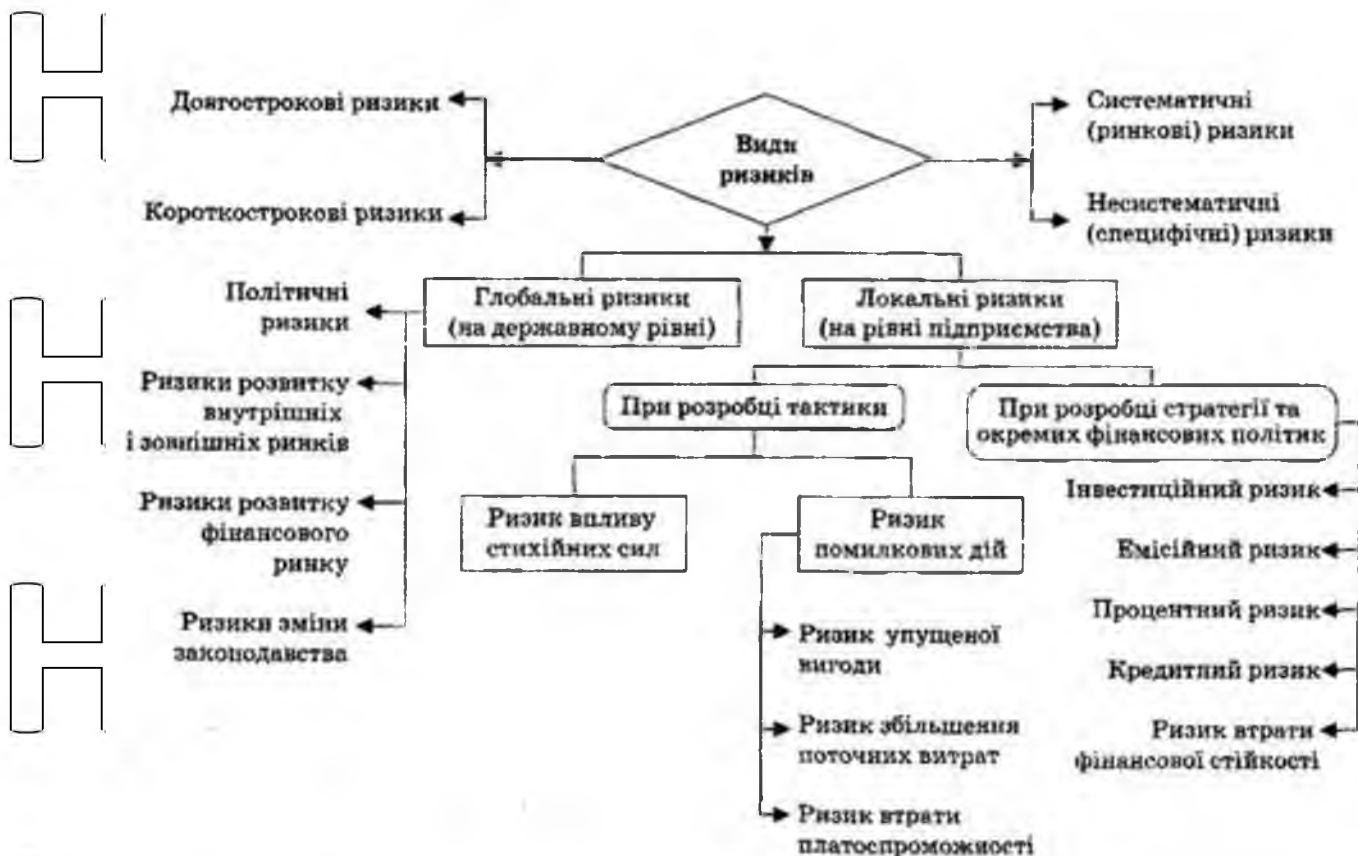 Довгострокові ризики
Короткострокові ризики
Види
ризиків
Систематичні
(ринкові) ризики
Несистематичні
(специфічні) ризики
Глобальні ризики
(на державному рівні)
Локальні ризики
(на рівні підприємства)
Політичні
ризики
Ризики розвитку
внутрішніх
і зовнішніх ринків
Ризики розвитку
фінансового
ринку
Ризики зміни
законодавства
При розробці тактики
При розробці стратегії та
окремих фінансових політик
Ризик впливу
стихійних сил
Ризик
помилкових дій
Ризик упущеної
вигоди
Ризик збільшення
поточних витрат
Ризик втрати
платоспроможності
Інвестиційний ризик
Емісійний ризик
Процентний ризик
Кредитний ризик
Ризик втрати
фінансової стійкості